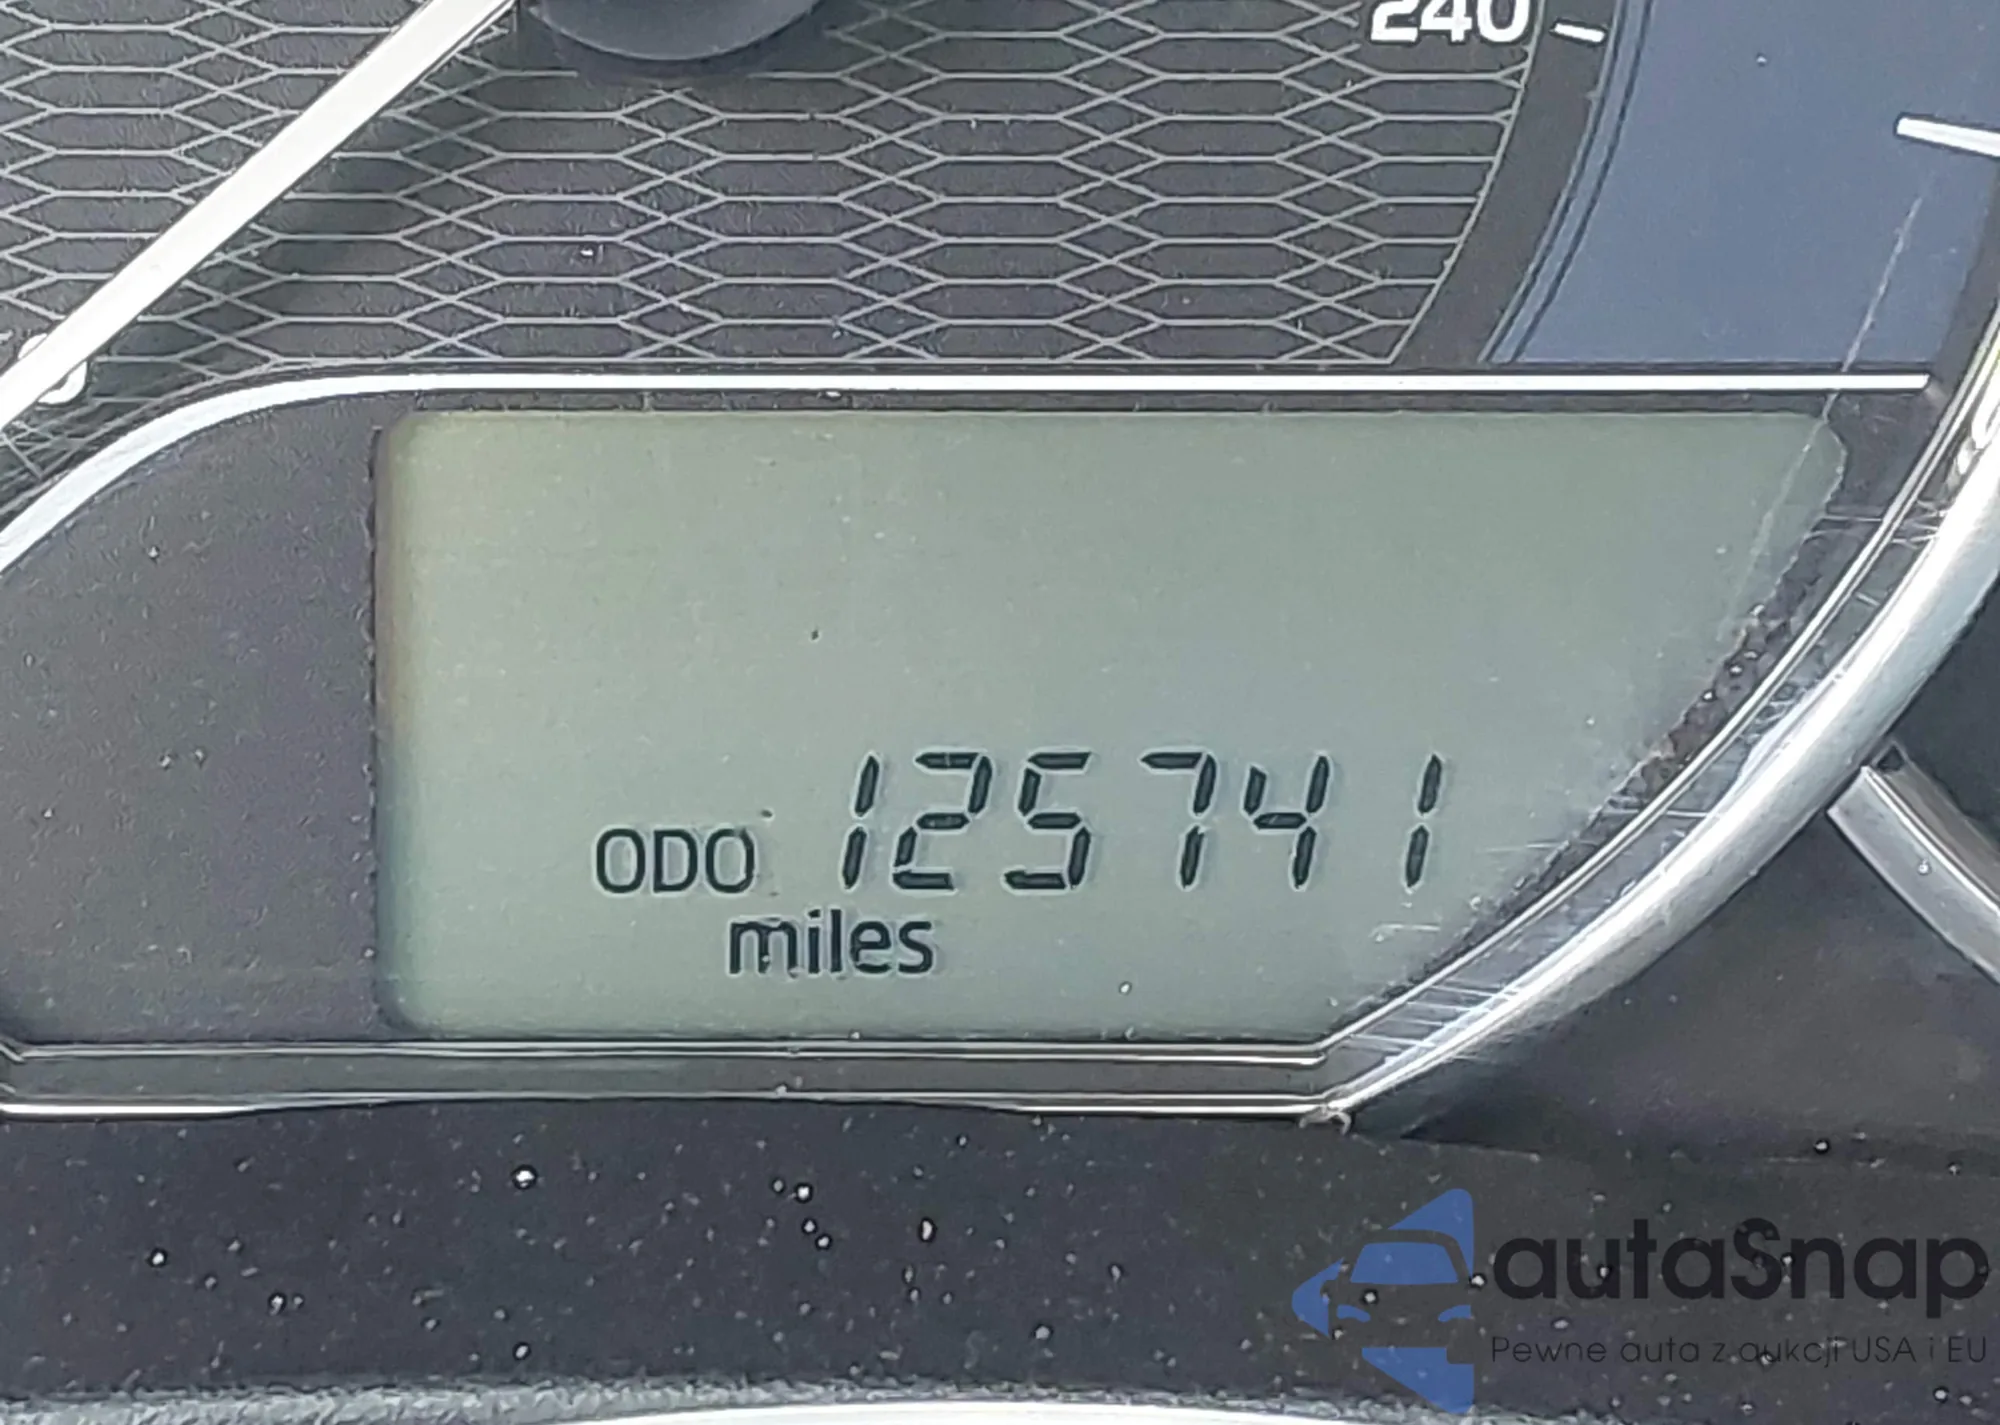 240
ODO 125741
miles
autaSnap
Pewne auta z aukcji USA i EU